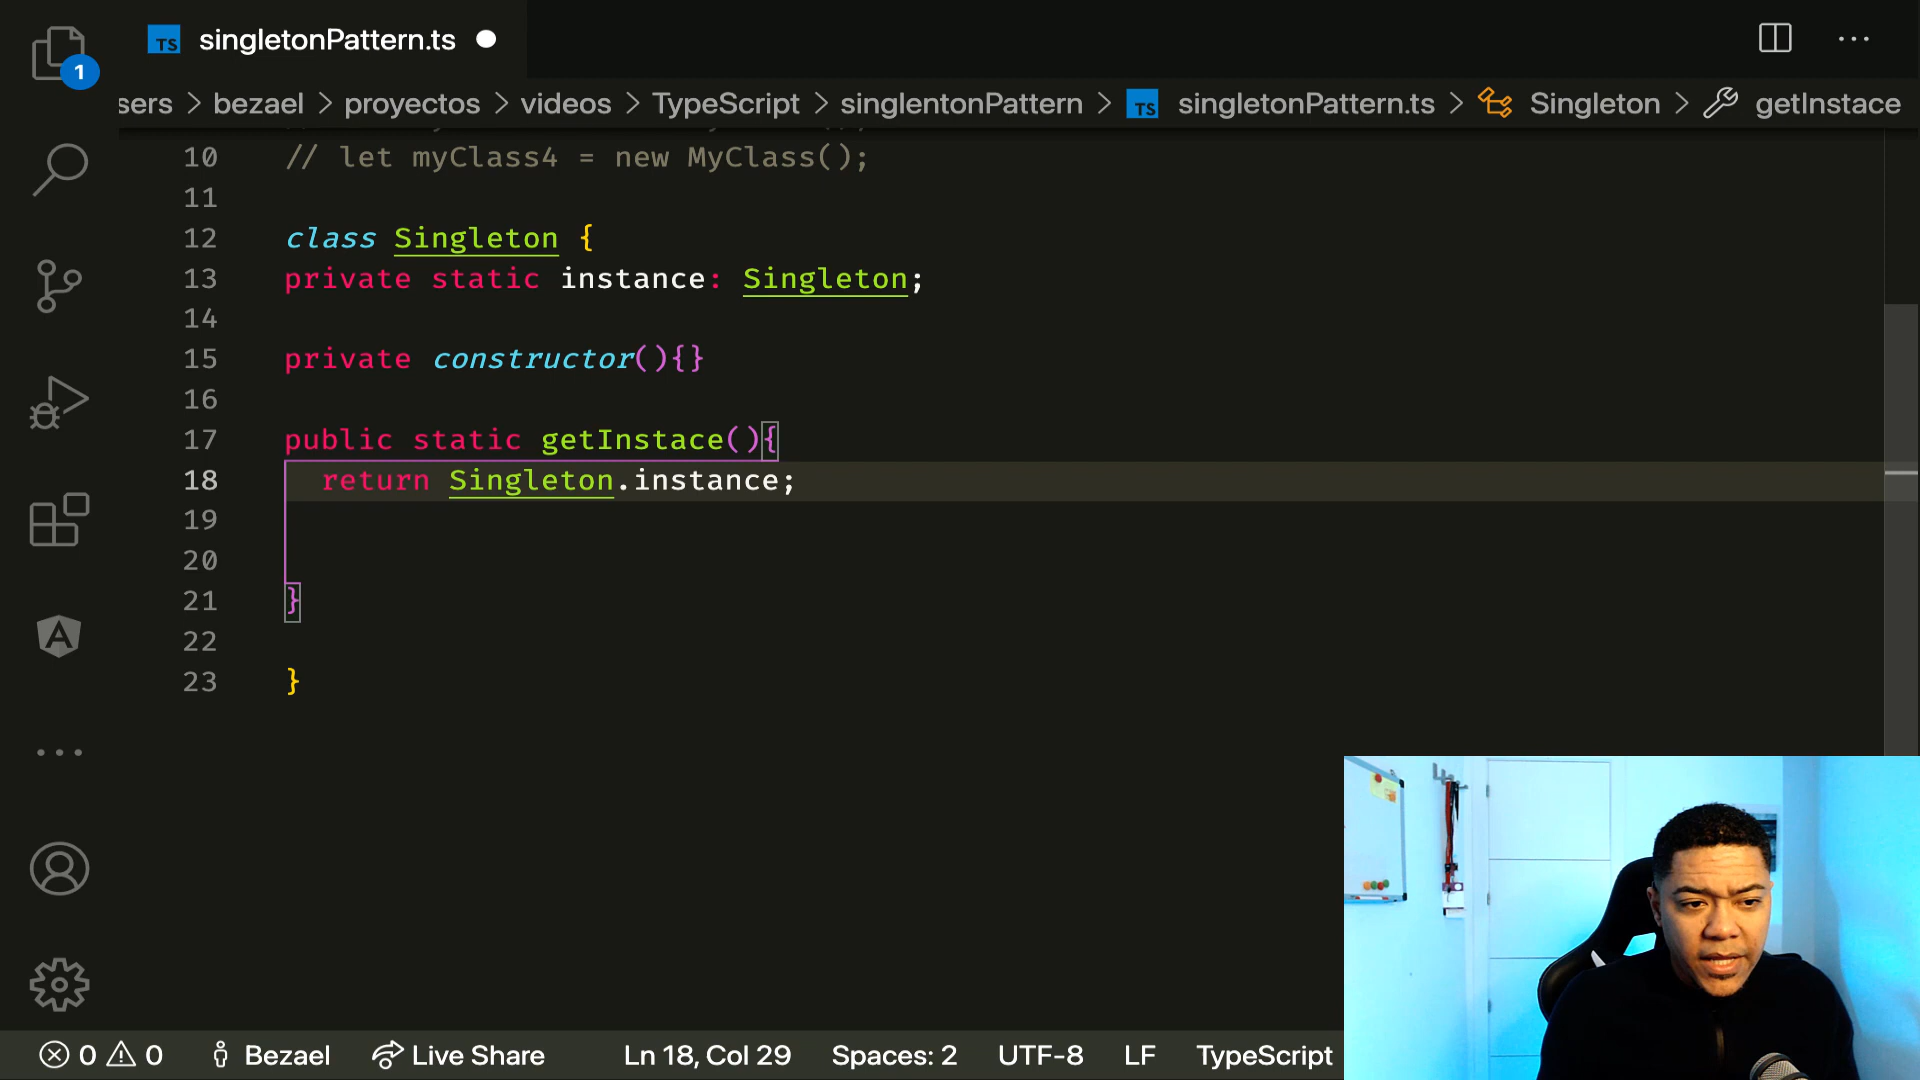 TS singletonPattern.ts
1
sers > bezael > proyectos > videos > TypeScript > singlentonPattern > TS singletonPattern.ts > Singleton > getInstace
10 // let myClass4 = new MyClass();
11
12 class Singleton {
13 private static instance: Singleton;
14
15 private constructor(){}
16
17 public static getInstace(){
18 return Singleton.instance;
19
20
21 }
22
23 }
0 0 Bezael Live Share Ln 18, Col 29 Spaces: 2 UTF-8 LF TypeScript